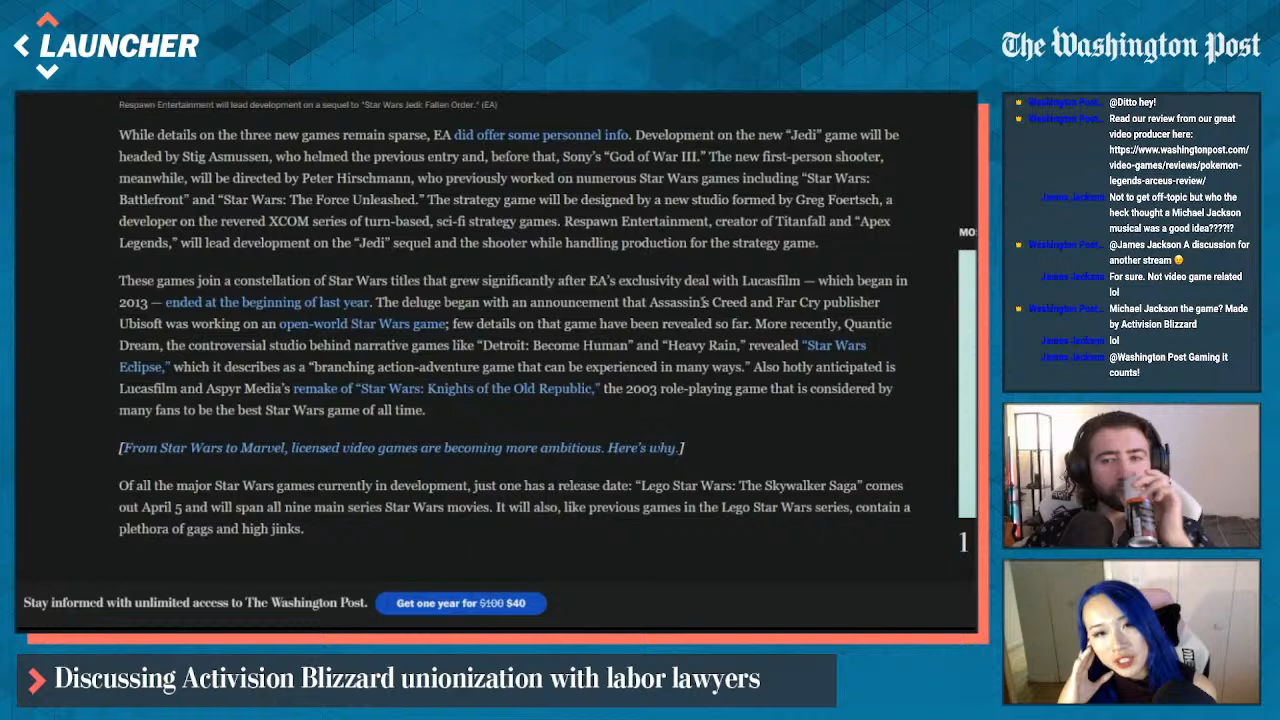 LAUNCHER
The Washington Post
Respawn Entertainment will lead development on a sequel to "Star Wars Jedi: Fallen Order." (EA)
While details on the three new games remain sparse, EA did offer some personnel info. Development on the new “Jedi” game will be
headed by Stig Asmussen, who helmed the previous entry and, before that, Sony’s “God of War III.” The new first-person shooter,
meanwhile, will be directed by Peter Hirschmann, who previously worked on numerous Star Wars games including “Star Wars:
Battlefront” and “Star Wars: The Force Unleashed.” The strategy game will be designed by a new studio formed by Greg Foertsch, a
developer on the revered XCOM series of turn-based, sci-fi strategy games. Respawn Entertainment, creator of Titanfall and “Apex
Legends,” will lead development on the “Jedi” sequel and the shooter while handling production for the strategy game.
These games join a constellation of Star Wars titles that grew significantly after EA’s exclusivity deal with Lucasfilm — which began in
2013 — ended at the beginning of last year. The deluge began with an announcement that Assassin’s Creed and Far Cry publisher
Ubisoft was working on an open-world Star Wars game; few details on that game have been revealed so far. More recently, Quantic
Dream, the controversial studio behind narrative games like “Detroit: Become Human” and “Heavy Rain,” revealed “Star Wars
Eclipse,” which it describes as a “branching action-adventure game that can be experienced in many ways.” Also hotly anticipated is
Lucasfilm and Aspyr Media’s remake of “Star Wars: Knights of the Old Republic,” the 2003 role-playing game that is considered by
many fans to be the best Star Wars game of all time.
[From Star Wars to Marvel, licensed video games are becoming more ambitious. Here’s why.]
Of all the major Star Wars games currently in development, just one has a release date: “Lego Star Wars: The Skywalker Saga” comes
out April 5 and will span all nine main series Star Wars movies. It will also, like previous games in the Lego Star Wars series, contain a
plethora of gags and high jinks.
MO
1
Stay informed with unlimited access to The Washington Post. Get one year for $100 $40
Washington Post... @Ditto hey!
Washington Post... Read our review from our great
video producer here:
https://www.washingtonpost.com/
video-games/reviews/pokemon-
legends-arceus-review/
James Jackson Not to get off-topic but who the
heck thought a Michael Jackson
musical was a good idea????!?
Washington Post... @James Jackson A discussion for
another stream 😉
James Jackson For sure. Not video game related
lol
Washington Post... Michael Jackson the game? Made
by Activision Blizzard
James Jackson lol
James Jackson @Washington Post Gaming it
counts!
Discussing Activision Blizzard unionization with labor lawyers